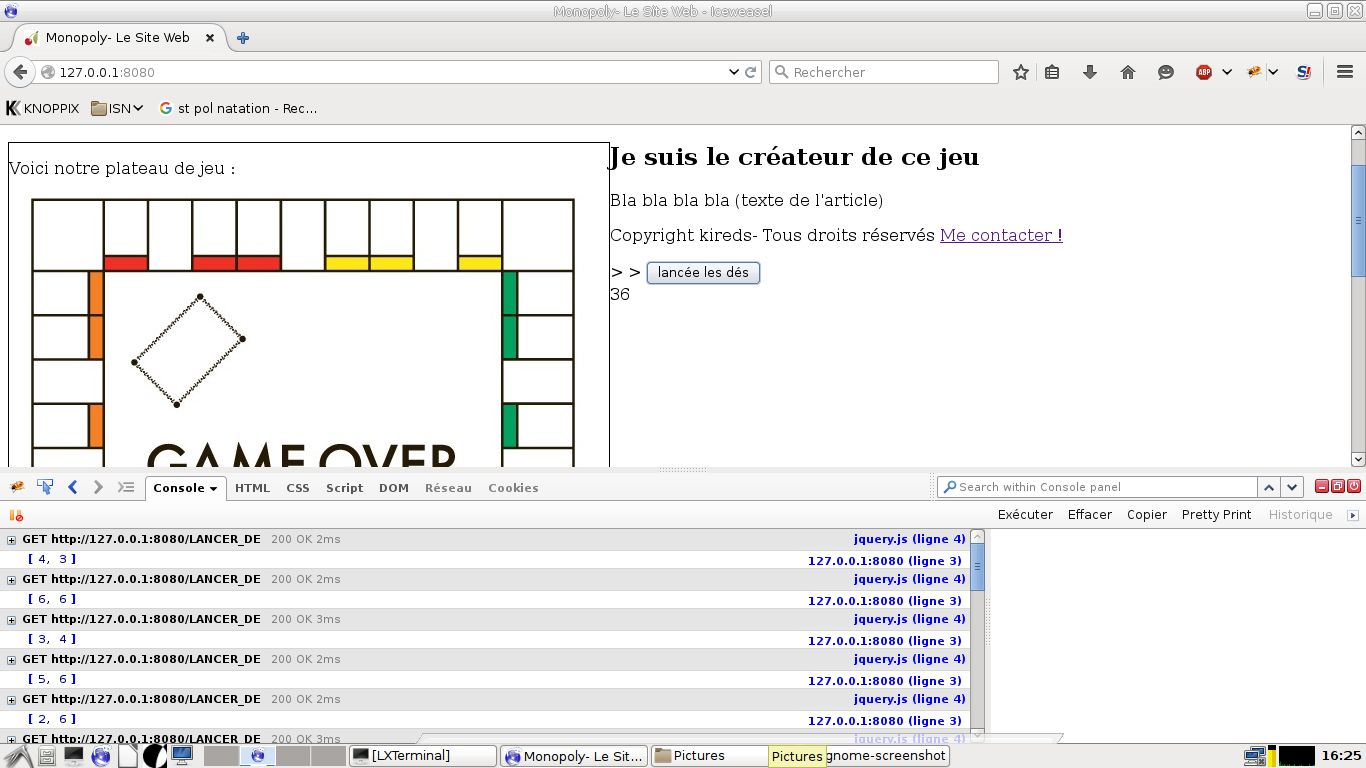 Monopoly- Le Site Web - Iceweasel
Monopoly- Le Site Web
127.0.0.1:8080
Rechercher
ABP
S!
KNOPPIX
ISN
st pol natation - Rec...
Voici notre plateau de jeu :
GAME OVER
Je suis le créateur de ce jeu
Bla bla bla bla (texte de l'article)
Copyright kireds- Tous droits réservés Me contacter !
> > lancée les dés
36
Console HTML CSS Script DOM Réseau Cookies
Search within Console panel
Exécuter Effacer Copier Pretty Print Historique
GET http://127.0.0.1:8080/LANCER_DE 200 OK 2ms jquery.js (ligne 4)
[ 4, 3 ] 127.0.0.1:8080 (ligne 3)
GET http://127.0.0.1:8080/LANCER_DE 200 OK 2ms jquery.js (ligne 4)
[ 6, 6 ] 127.0.0.1:8080 (ligne 3)
GET http://127.0.0.1:8080/LANCER_DE 200 OK 3ms jquery.js (ligne 4)
[ 3, 4 ] 127.0.0.1:8080 (ligne 3)
GET http://127.0.0.1:8080/LANCER_DE 200 OK 2ms jquery.js (ligne 4)
[ 5, 6 ] 127.0.0.1:8080 (ligne 3)
GET http://127.0.0.1:8080/LANCER_DE 200 OK 2ms jquery.js (ligne 4)
[ 2, 6 ] 127.0.0.1:8080 (ligne 3)
GET http://127.0.0.1:8080/LANCER_DE 200 OK 3ms jquery.js (ligne 4)
[LXTerminal]
Monopoly- Le Sit...
Pictures
Pictures
gnome-screenshot
16:25